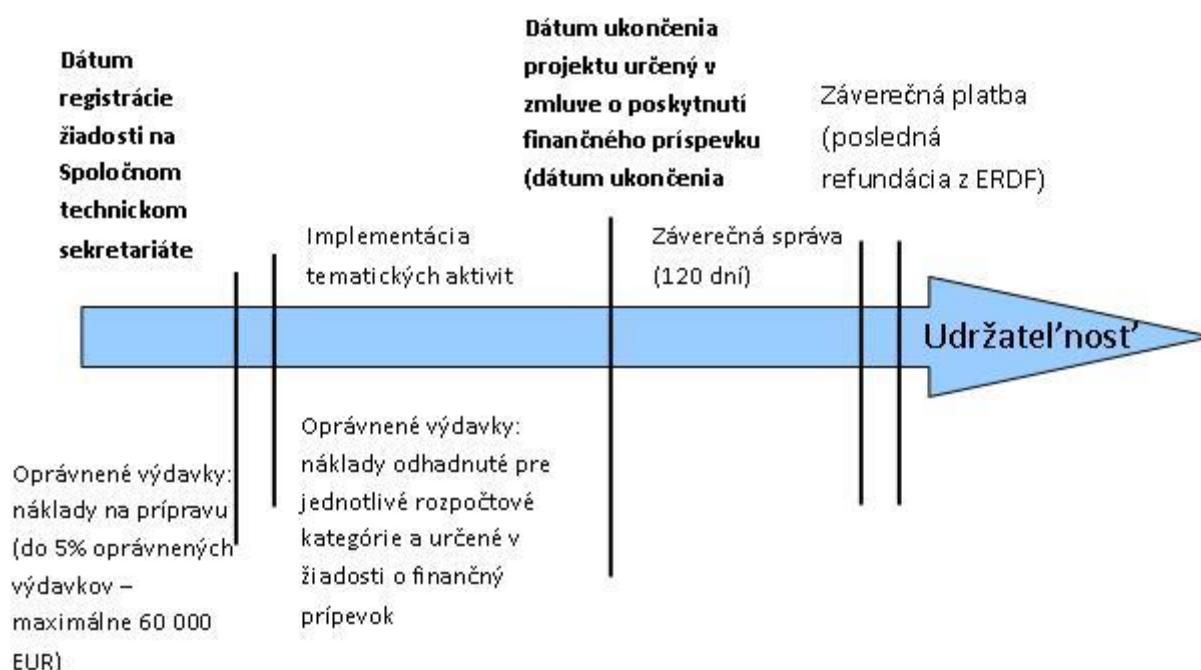 Dátum
registrácie
žiadosti na
Spoločnom
technickom
sekretariáte
Implementácia
tematických aktivit
Dátum ukončenia
projektu určený v
zmluve o poskytnutí
finančného príspevku
(dátum ukončenia
Záverečná správa
(120 dní)
Záverečná platba
(posledná
refundácia z ERDF)
Udržateľnosť
Oprávnené výdavky:
náklady na prípravu
(do 5% oprávnených
výdavkov –
maximálne 60 000
EUR)
Oprávnené výdavky:
náklady odhadnuté pre
jednotlivé rozpočtové
kategórie a určené v
žiadosti o finančný
prípevok